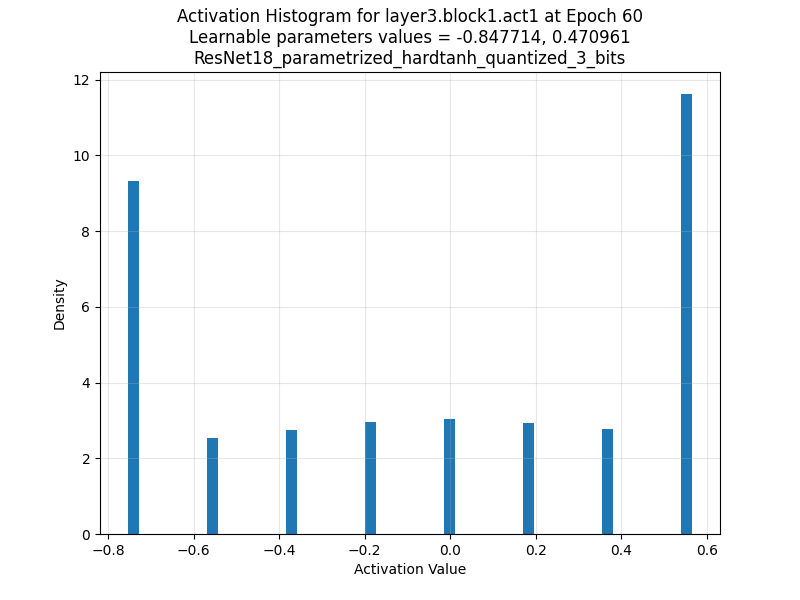 Activation Histogram for layer3.block1.act1 at Epoch 60
Learnable parameters values = -0.847714, 0.470961
ResNet18_parametrized_hardtanh_quantized_3_bits
12
10
8
6
4
2
0
Density
−0.8 −0.6 −0.4 −0.2 0.0 0.2 0.4 0.6
Activation Value